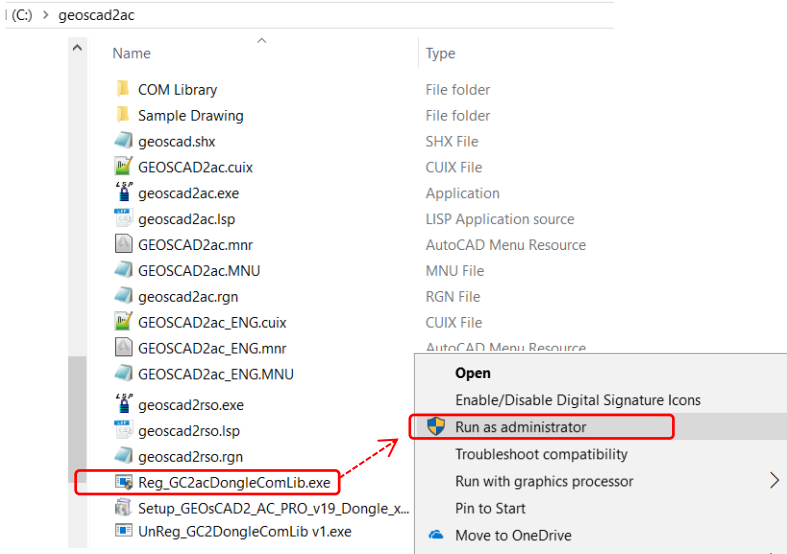 (C:) > geoscad2ac
Name Type
COM Library File folder
Sample Drawing File folder
geoscad.shx SHX File
GEOSCAD2ac.cuix CUIX File
geoscad2ac.exe Application
geoscad2ac.lsp LISP Application source
GEOSCAD2ac.mnr AutoCAD Menu Resource
GEOSCAD2ac.MNU MNU File
geoscad2ac.rgn RGN File
GEOSCAD2ac_ENG.cuix CUIX File
GEOSCAD2ac_ENG.mnr AutoCAD Menu Resource
GEOSCAD2ac_ENG.MNU
geoscad2rso.exe
geoscad2rso.lsp
geoscad2rso.rgn
Reg_GC2acDongleComLib.exe
Setup_GEOsCAD2_AC_PRO_v19_Dongle_x...
UnReg_GC2DongleComLib v1.exe
Open
Enable/Disable Digital Signature Icons
Run as administrator
Troubleshoot compatibility
Run with graphics processor
Pin to Start
Move to OneDrive